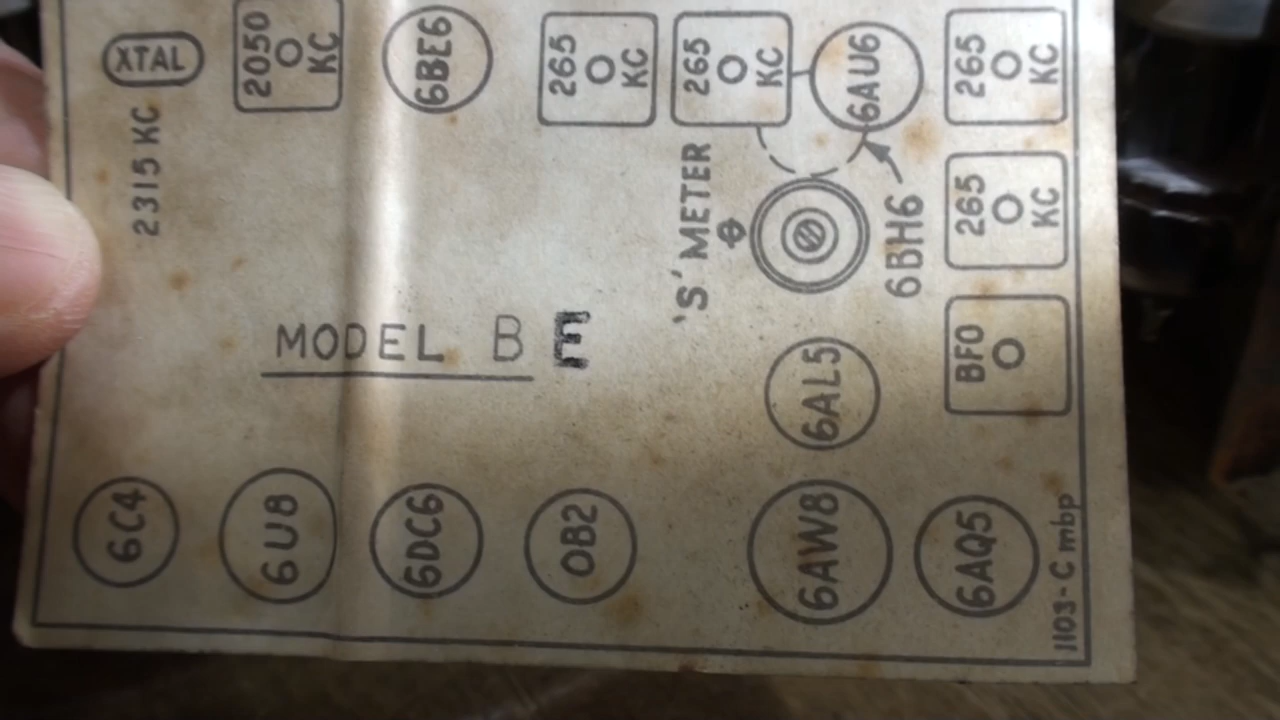 XTAL
2315 KC
2050 KC
6BE6
265 KC
265 KC
6AU6
265 KC
'S' METER
6BH6
265 KC
MODEL B E
6AL5
BFO
6C4
6U8
6DC6
OB2
6AW8
6AQ5
1103-C mbp